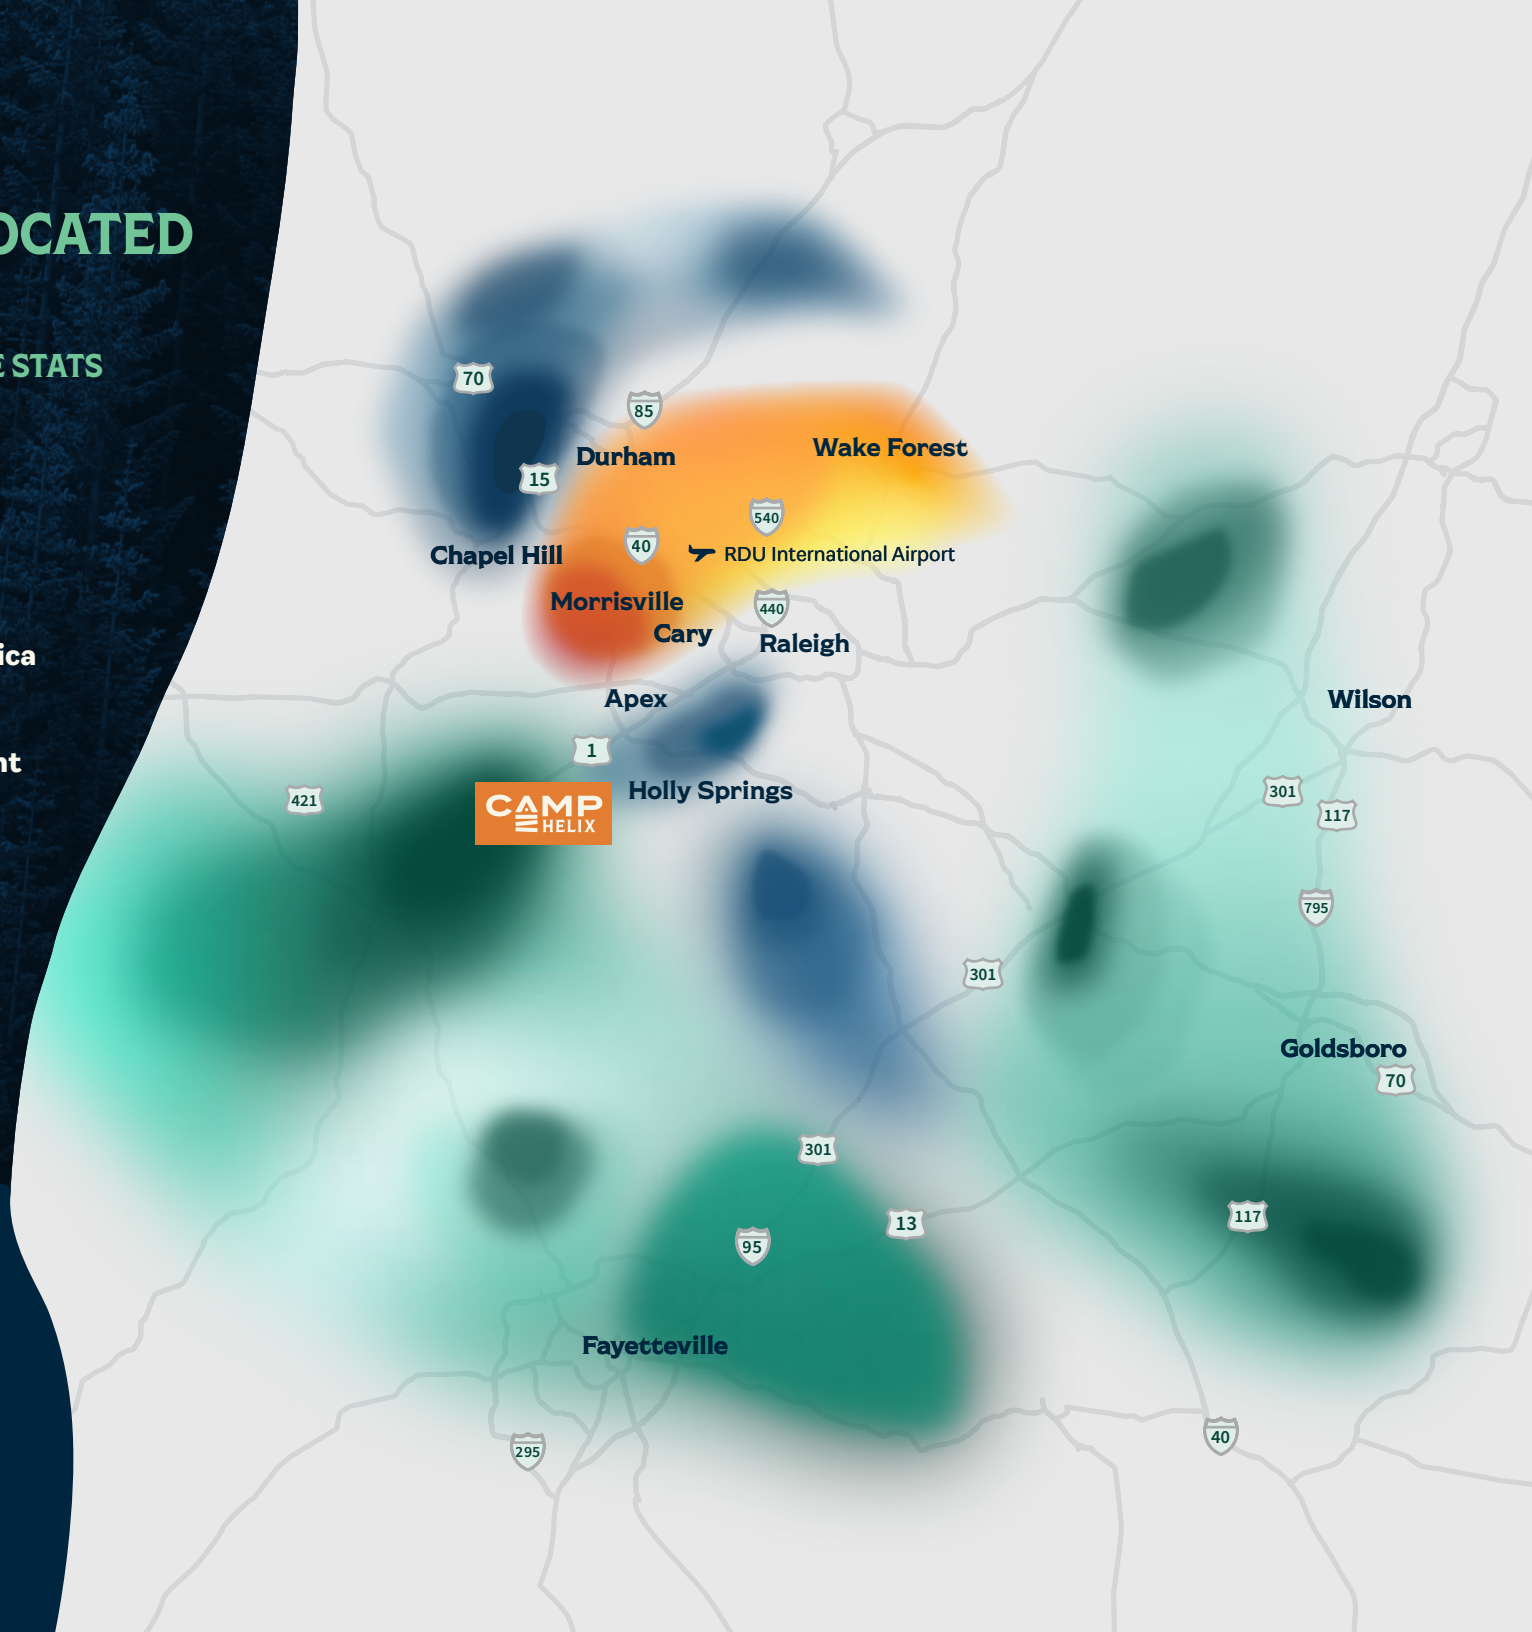 OCATED
E STATS
70
85
Durham
Wake Forest
15
540
40
Chapel Hill
RDU International Airport
Morrisville
440
Cary
Raleigh
ica
Apex
Wilson
1
nt
Holly Springs
421
301
CAMP
HELIX
117
795
301
Goldsboro
70
301
117
13
95
Fayetteville
40
295